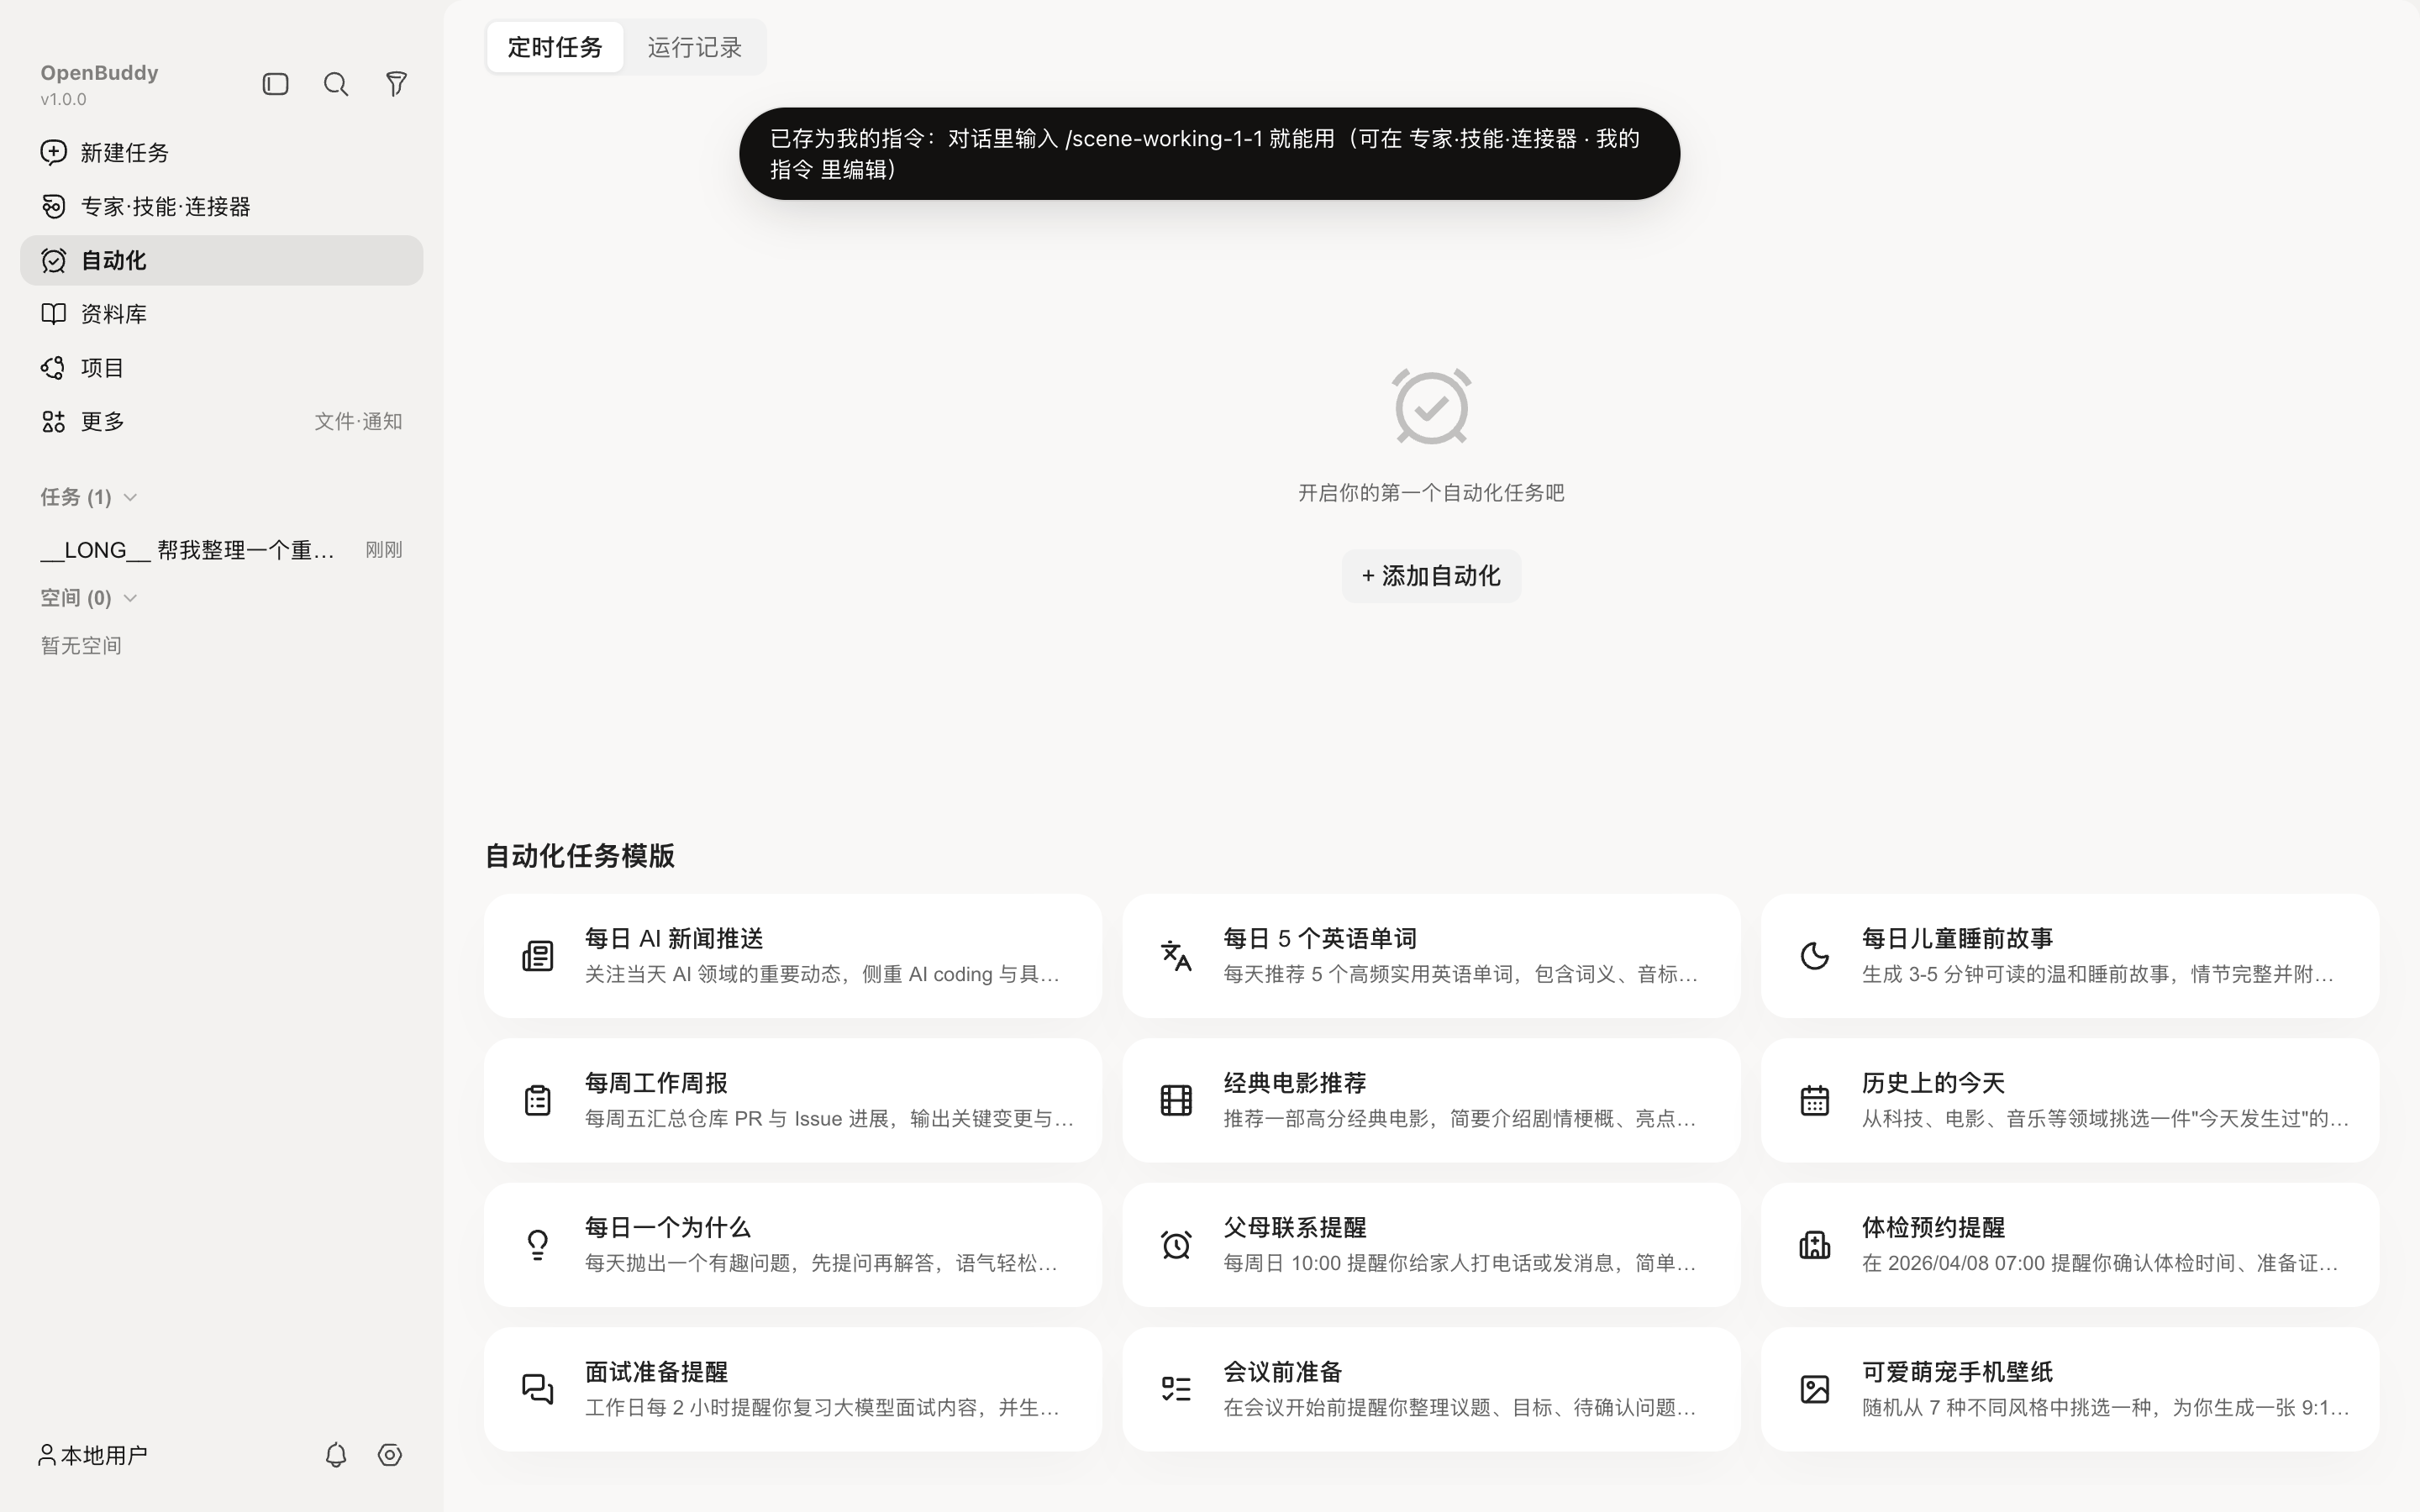 OpenBuddy
v1.0.0
新建任务
专家·技能·连接器
自动化
资料库
项目
更多
文件·通知
任务 (1)
__LONG__ 帮我整理一个重…
刚刚
空间 (0)
暂无空间
本地用户
定时任务
运行记录
已存为我的指令：对话里输入 /scene-working-1-1 就能用（可在 专家·技能·连接器 · 我的
指令 里编辑）
开启你的第一个自动化任务吧
+ 添加自动化
自动化任务模版
每日 AI 新闻推送
关注当天 AI 领域的重要动态，侧重 AI coding 与具…
每日 5 个英语单词
每天推荐 5 个高频实用英语单词，包含词义、音标…
每日儿童睡前故事
生成 3-5 分钟可读的温和睡前故事，情节完整并附…
每周工作周报
每周五汇总仓库 PR 与 Issue 进展，输出关键变更与…
经典电影推荐
推荐一部高分经典电影，简要介绍剧情梗概、亮点…
历史上的今天
从科技、电影、音乐等领域挑选一件"今天发生过"的…
每日一个为什么
每天抛出一个有趣问题，先提问再解答，语气轻松…
父母联系提醒
每周日 10:00 提醒你给家人打电话或发消息，简单…
体检预约提醒
在 2026/04/08 07:00 提醒你确认体检时间、准备证…
面试准备提醒
工作日每 2 小时提醒你复习大模型面试内容，并生…
会议前准备
在会议开始前提醒你整理议题、目标、待确认问题…
可爱萌宠手机壁纸
随机从 7 种不同风格中挑选一种，为你生成一张 9:1…